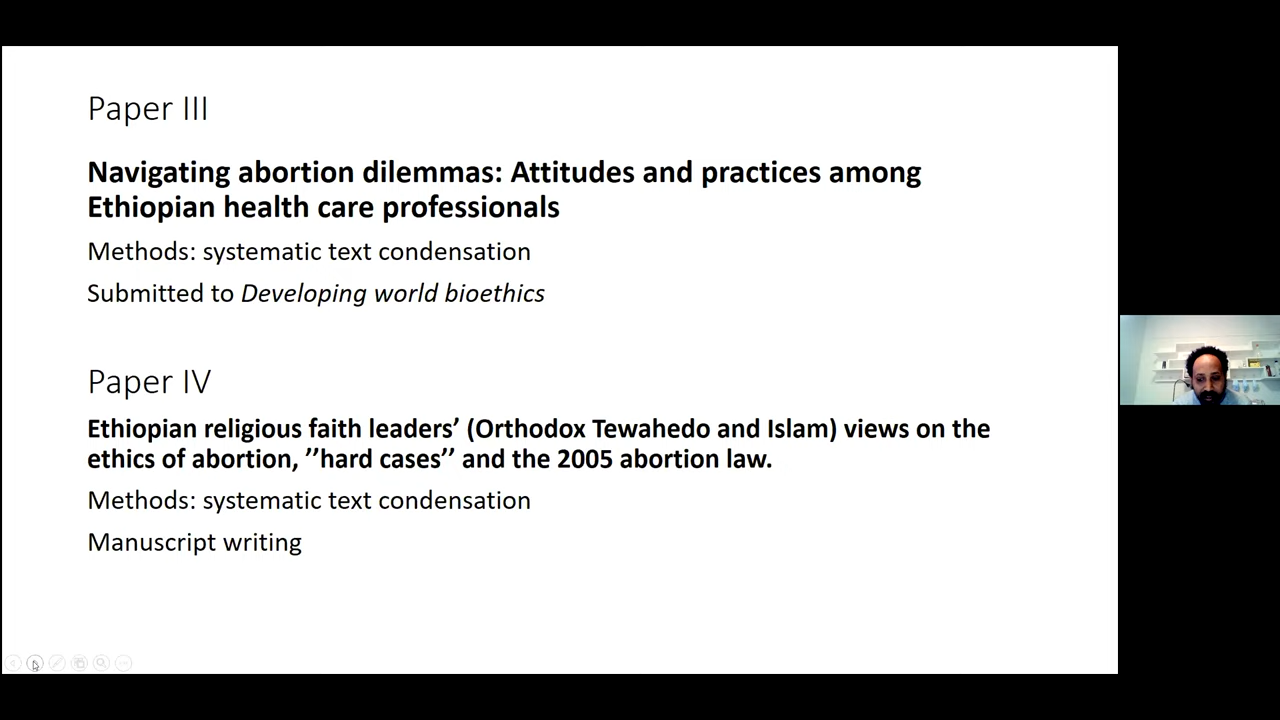 Paper III
Navigating abortion dilemmas: Attitudes and practices among
Ethiopian health care professionals
Methods: systematic text condensation
Submitted to Developing world bioethics
Paper IV
Ethiopian religious faith leaders’ (Orthodox Tewahedo and Islam) views on the
ethics of abortion, ’’hard cases’’ and the 2005 abortion law.
Methods: systematic text condensation
Manuscript writing